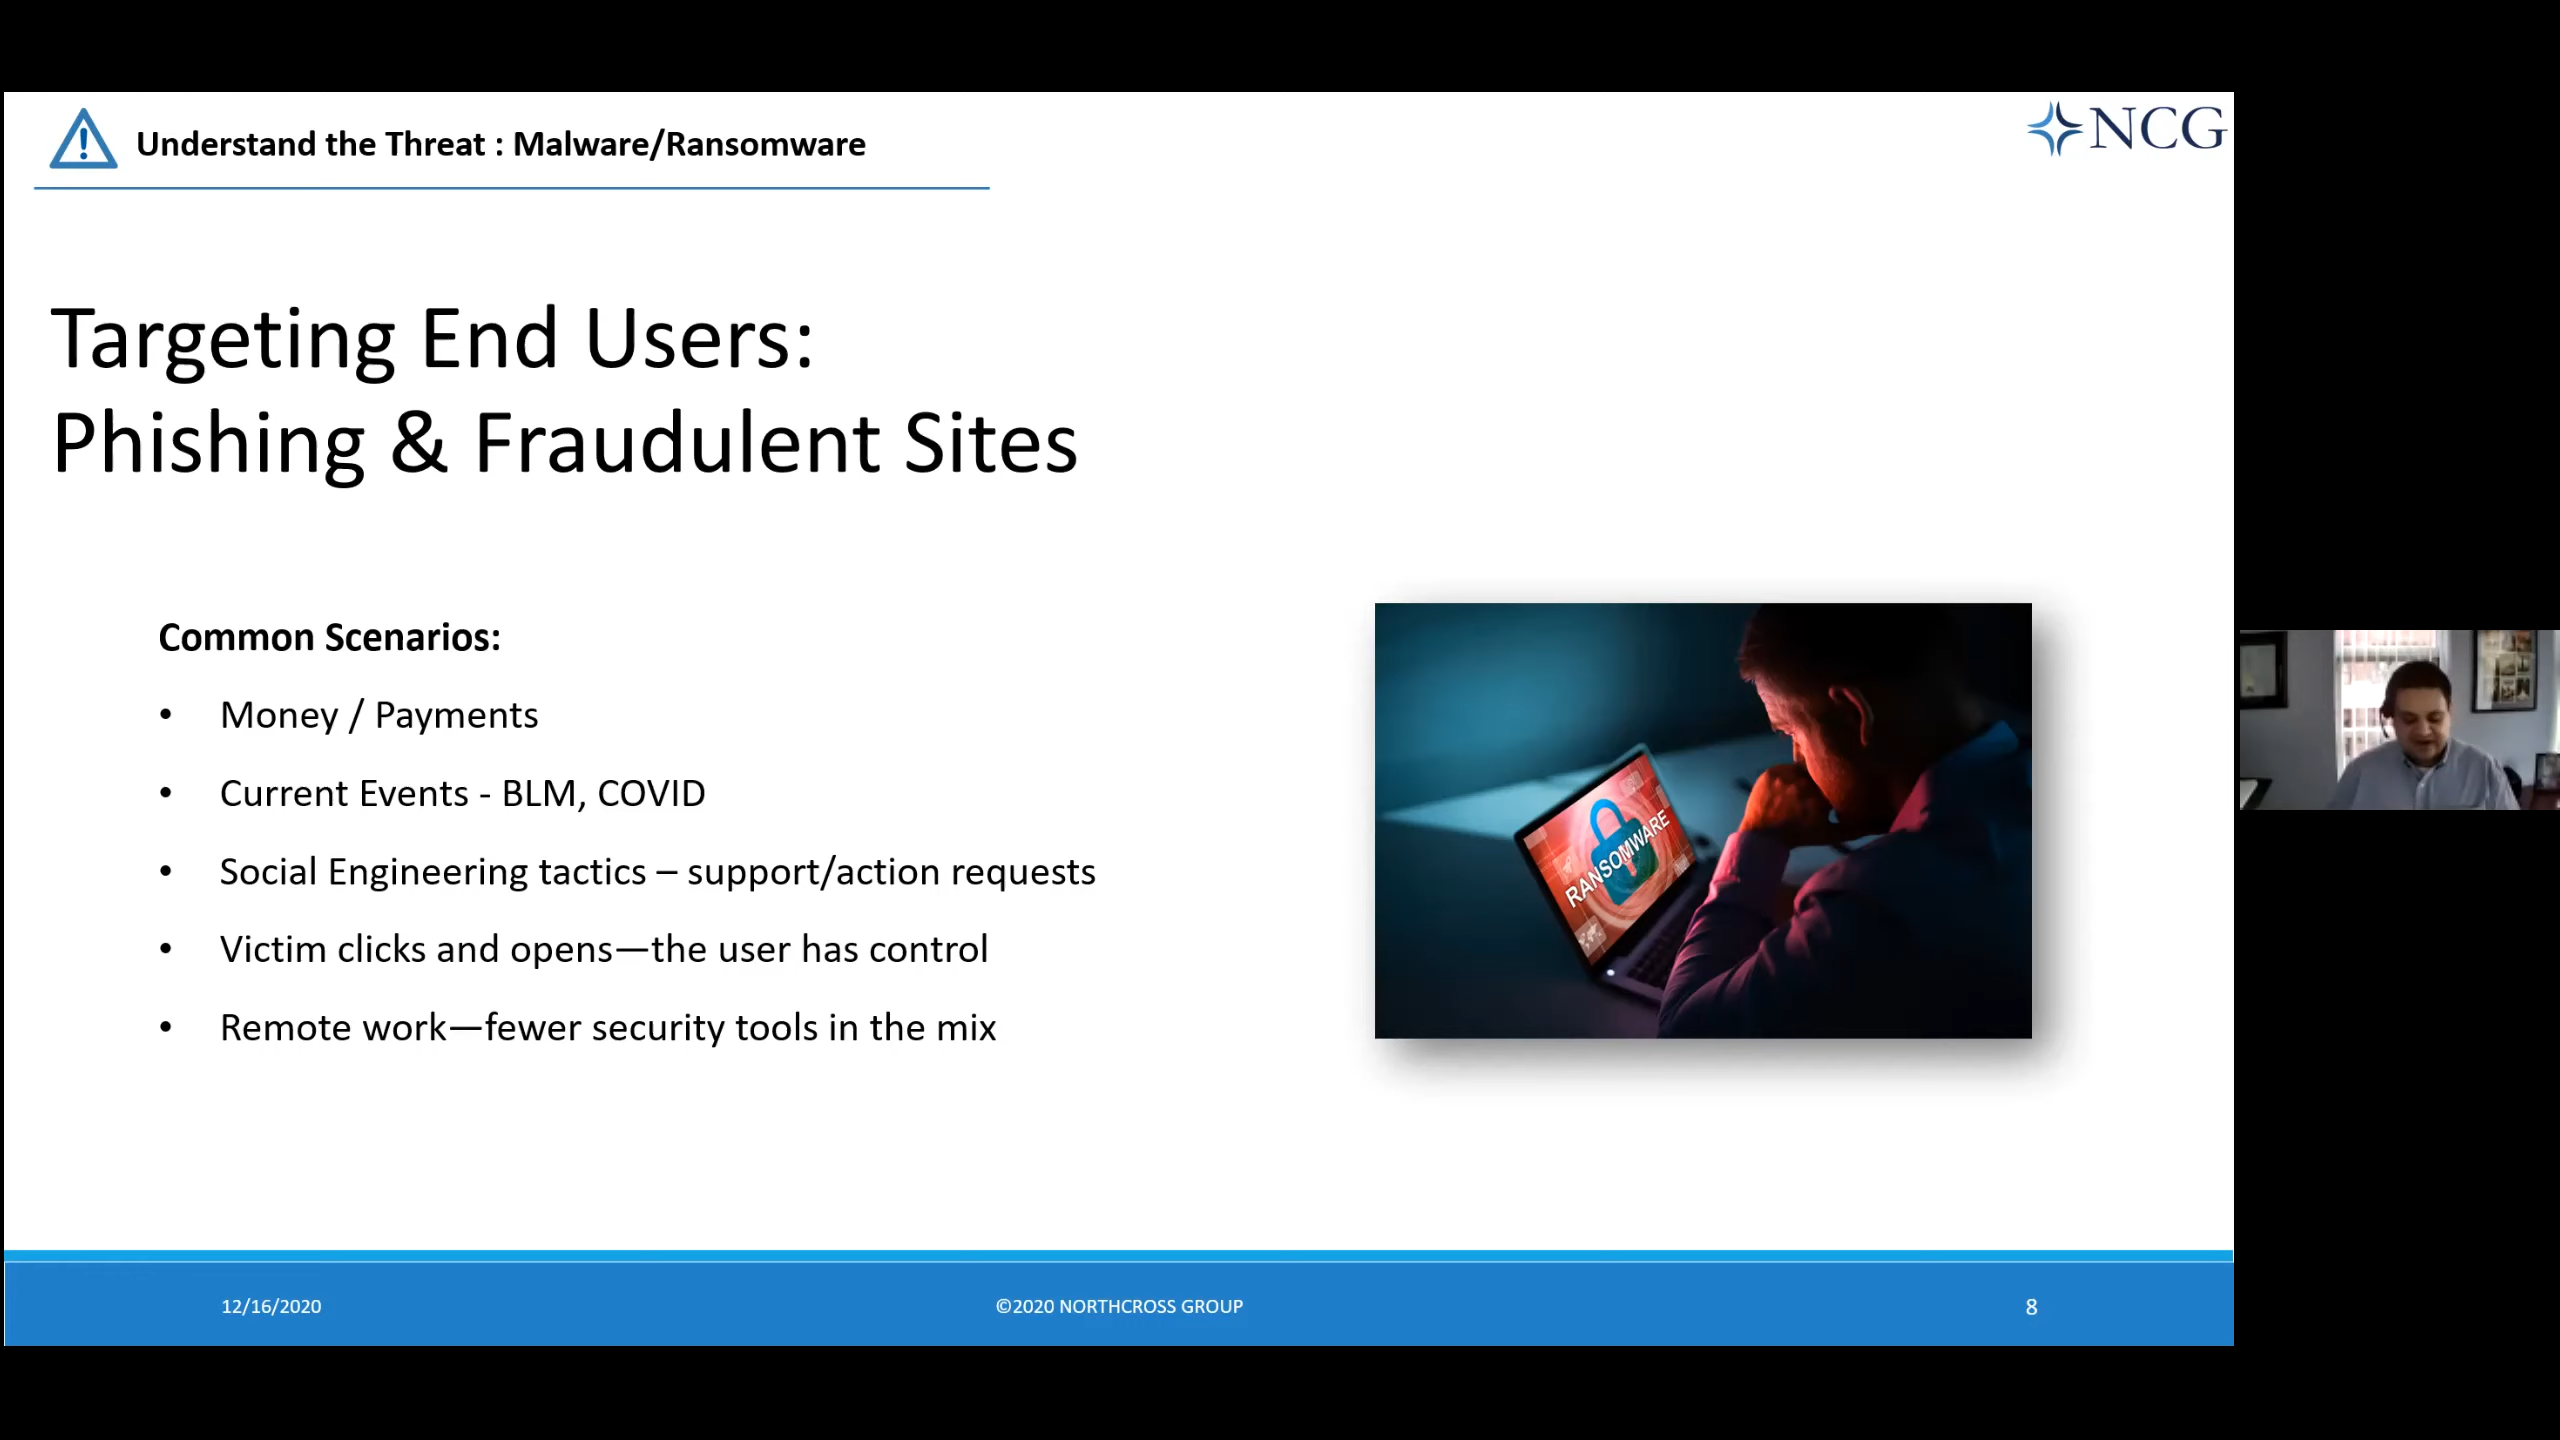 Understand the Threat : Malware/Ransomware
NCG
Targeting End Users:
Phishing & Fraudulent Sites
Common Scenarios:
• Money / Payments
• Current Events - BLM, COVID
• Social Engineering tactics – support/action requests
• Victim clicks and opens—the user has control
• Remote work—fewer security tools in the mix
RANSOMWARE
12/16/2020
©2020 NORTHCROSS GROUP
8